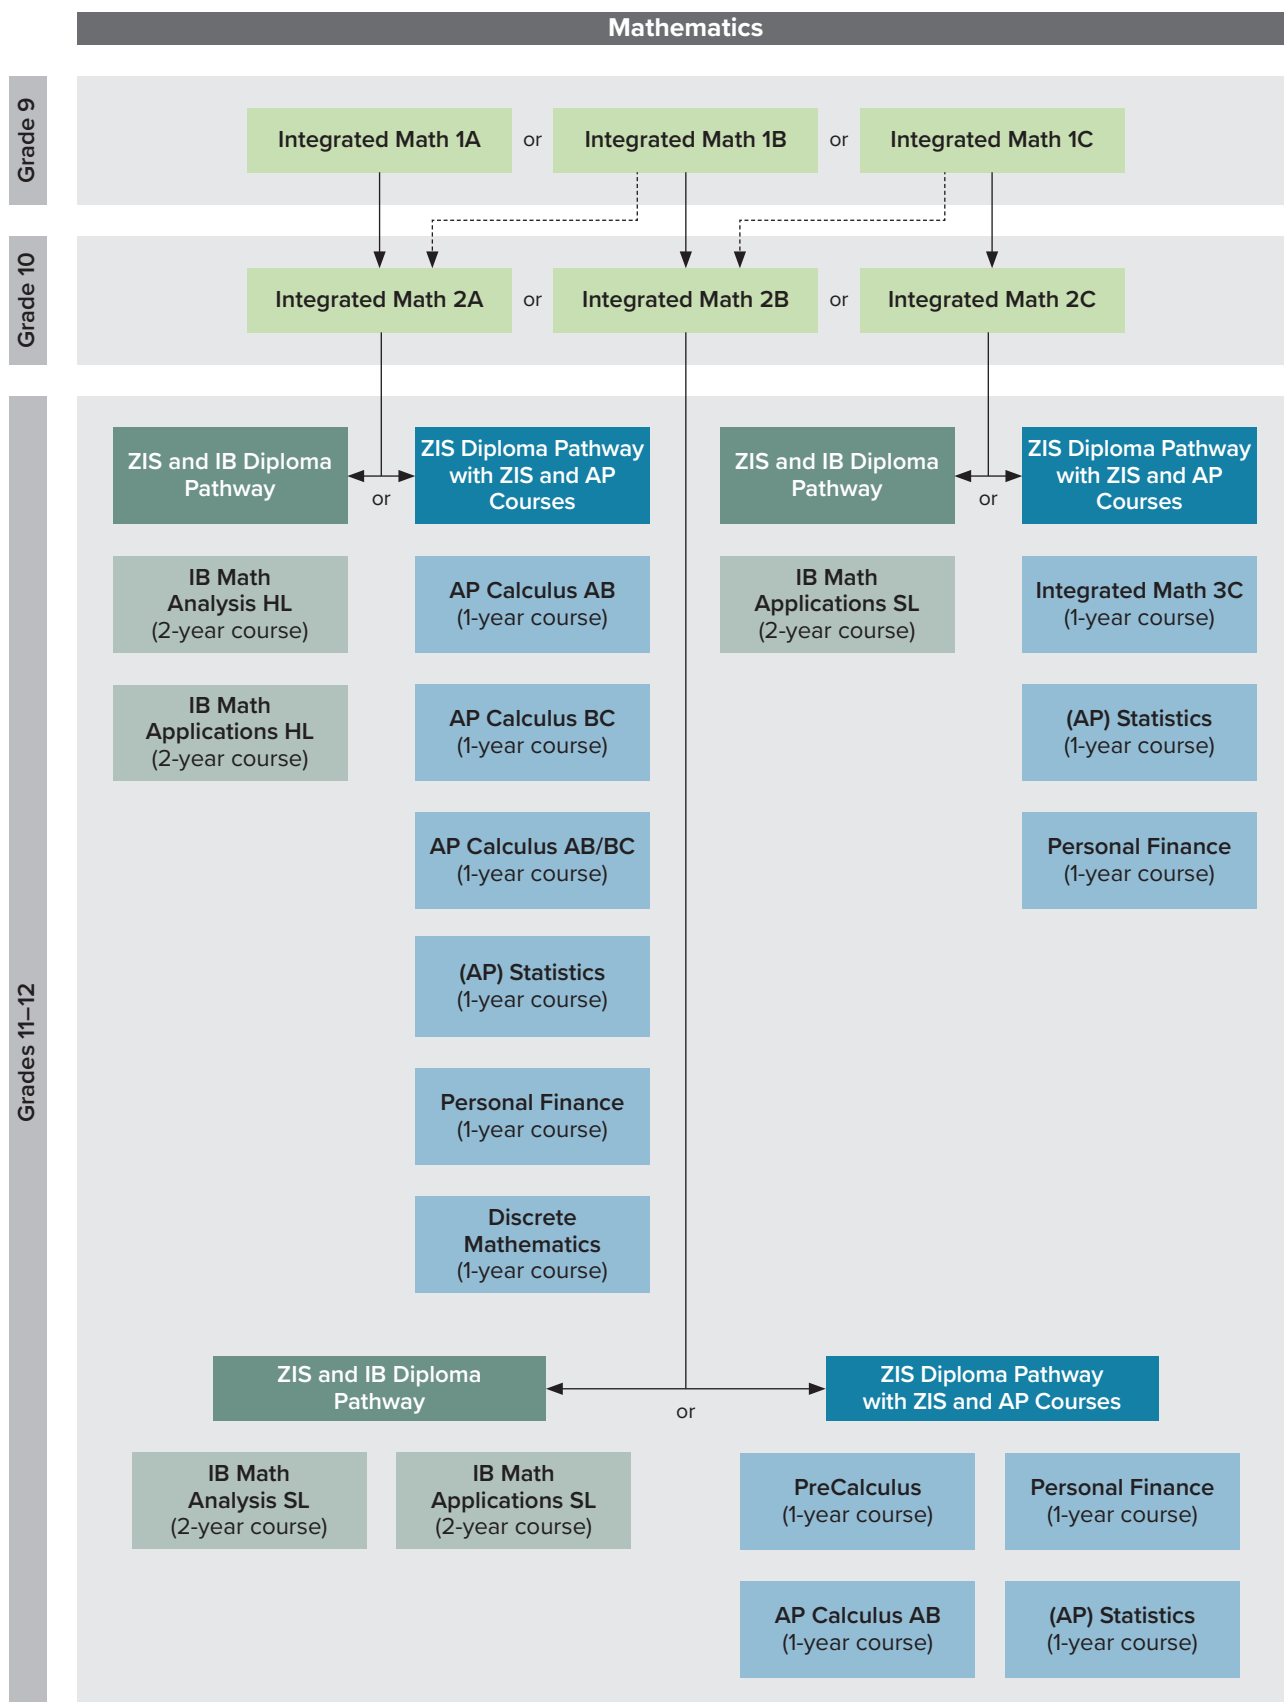 Mathematics
Grade 9
Integrated Math 1A
or
Integrated Math 1B
or
Integrated Math 1C
Grade 10
Integrated Math 2A
or
Integrated Math 2B
or
Integrated Math 2C
Grades 11–12
ZIS and IB Diploma
Pathway
or
ZIS Diploma Pathway
with ZIS and AP
Courses
IB Math
Analysis HL
(2-year course)
IB Math
Applications HL
(2-year course)
AP Calculus AB
(1-year course)
AP Calculus BC
(1-year course)
AP Calculus AB/BC
(1-year course)
(AP) Statistics
(1-year course)
Personal Finance
(1-year course)
Discrete
Mathematics
(1-year course)
ZIS and IB Diploma
Pathway
or
ZIS Diploma Pathway
with ZIS and AP
Courses
IB Math
Applications SL
(2-year course)
Integrated Math 3C
(1-year course)
(AP) Statistics
(1-year course)
Personal Finance
(1-year course)
ZIS and IB Diploma
Pathway
or
ZIS Diploma Pathway
with ZIS and AP Courses
IB Math
Analysis SL
(2-year course)
IB Math
Applications SL
(2-year course)
PreCalculus
(1-year course)
Personal Finance
(1-year course)
AP Calculus AB
(1-year course)
(AP) Statistics
(1-year course)